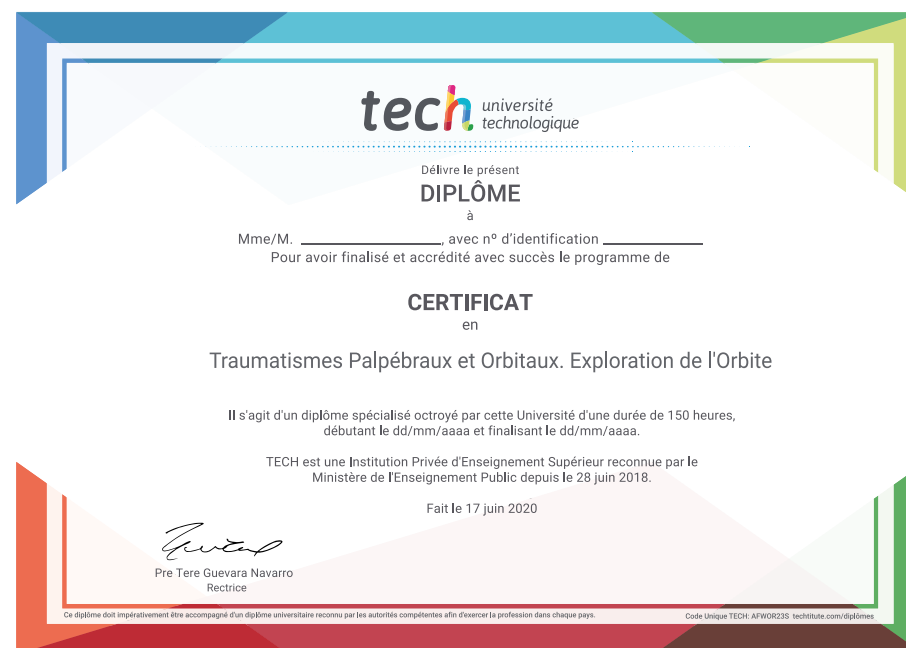 tech université
technologique
Délivre le présent
DIPLÔME
à
Mme/M. ____________________, avec nº d'identification ______________
Pour avoir finalisé et accrédité avec succès le programme de
CERTIFICAT
en
Traumatismes Palpébraux et Orbitaux. Exploration de l'Orbite
Il s'agit d'un diplôme spécialisé octroyé par cette Université d'une durée de 150 heures,
débutant le dd/mm/aaaa et finalisant le dd/mm/aaaa.
TECH est une Institution Privée d'Enseignement Supérieur reconnue par le
Ministère de l'Enseignement Public depuis le 28 juin 2018.
Fait le 17 juin 2020
Pre Tere Guevara Navarro
Rectrice
Ce diplôme doit impérativement être accompagné d'un diplôme universitaire reconnu par les autorités compétentes afin d'exercer la profession dans chaque pays.
Code Unique TECH: AFWOR23S techtitute.com/diplômes